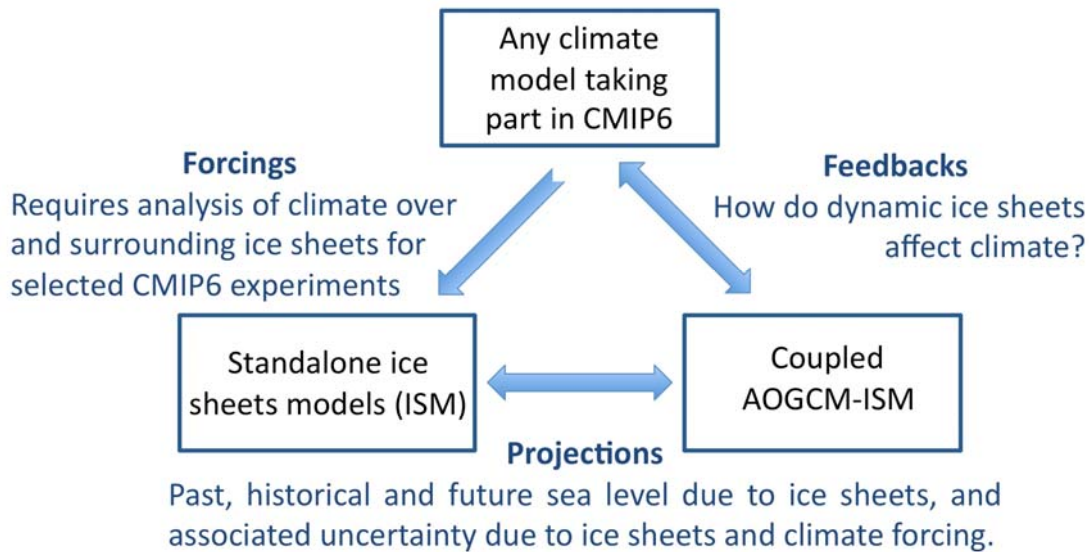 Any climate
model taking
part in CMIP6
Forcings
Requires analysis of climate over
and surrounding ice sheets for
selected CMIP6 experiments
Feedbacks
How do dynamic ice sheets
affect climate?
Standalone ice
sheets models (ISM)
Coupled
AOGCM-ISM
Projections
Past, historical and future sea level due to ice sheets, and
associated uncertainty due to ice sheets and climate forcing.